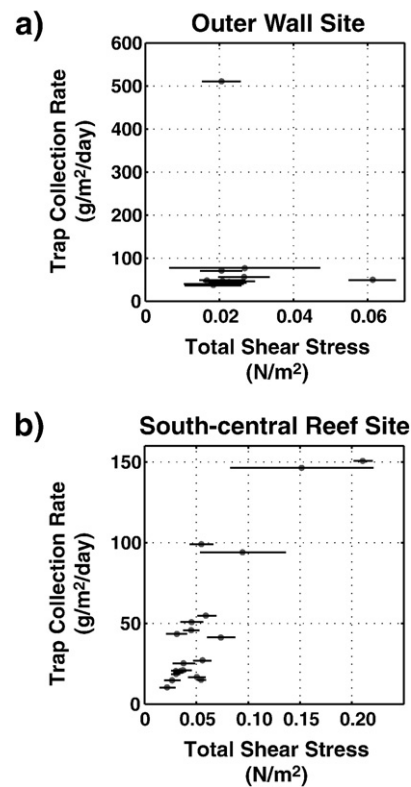 a)
Outer Wall Site
600
500
400
300
200
100
0
Trap Collection Rate
(g/m²/day)
0 0.02 0.04 0.06
Total Shear Stress
(N/m²)
b)
South-central Reef Site
150
100
50
0
Trap Collection Rate
(g/m²/day)
0 0.05 0.10 0.15 0.20
Total Shear Stress
(N/m²)